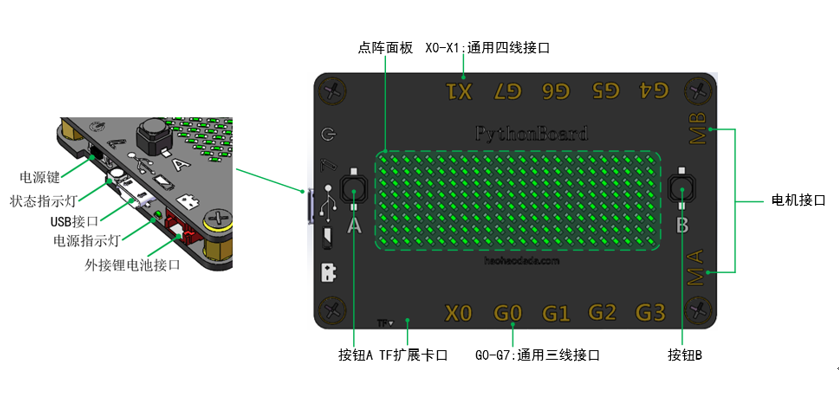 点阵面板 X0-X1:通用四线接口
X1 G7 G6 G5 G4
PythonBoard
MB
A
电源键
状态指示灯
USB接口
电源指示灯
外接锂电池接口
A
B
电机接口
haohaodada.com
MA
TF
X0 G0 G1 G2 G3
按钮A TF扩展卡口 G0-G7:通用三线接口 按钮B